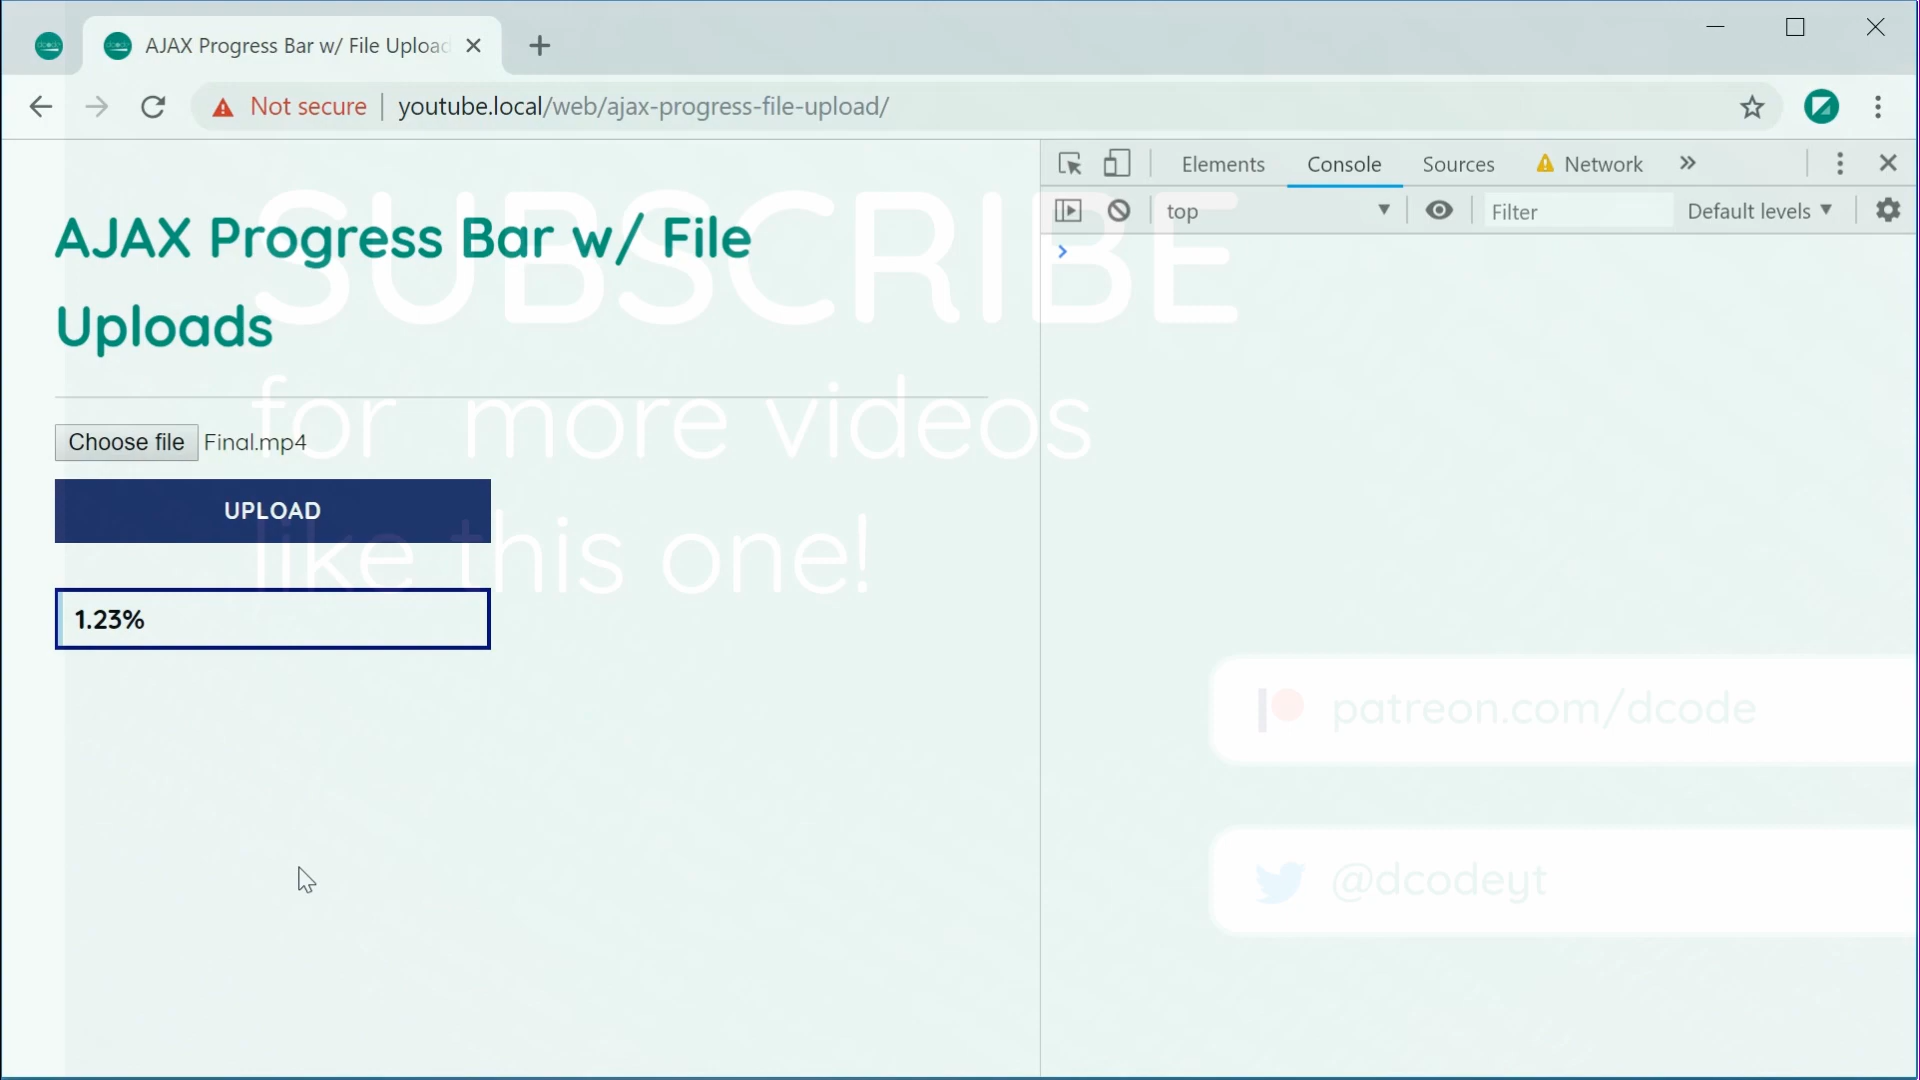 AJAX Progress Bar w/ File Upload
Not secure
youtube.local/web/ajax-progress-file-upload/
Elements
Console
Sources
Network
top
Filter
Default levels
SUBSCRIBE
for more videos
like this one!
AJAX Progress Bar w/ File
Uploads
Choose file
Final.mp4
UPLOAD
1.23%
patreon.com/dcode
@dcodeyt